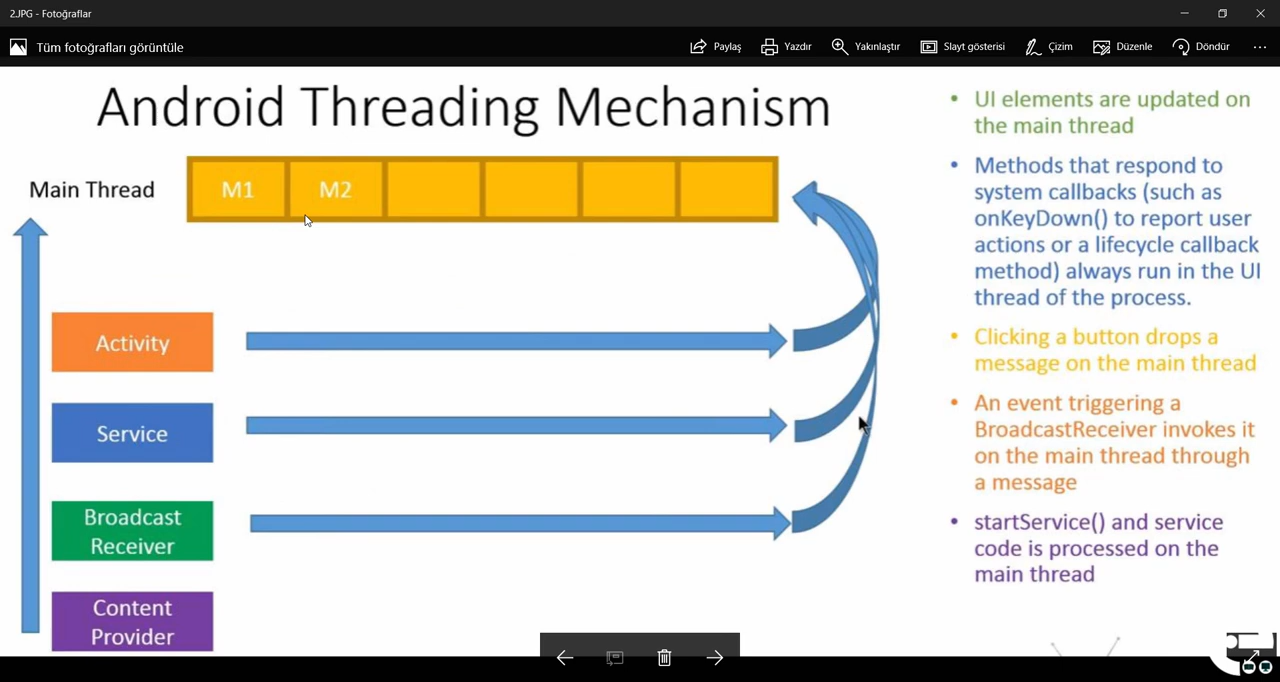 2.JPG - Fotoğraflar
Tüm fotoğrafları görüntüle
Paylaş
Yazdır
Yakınlaştır
Slayt gösterisi
Çizim
Düzenle
Döndür
Android Threading Mechanism
Main Thread
M1
M2
Activity
Service
Broadcast
Receiver
Content
Provider
• UI elements are updated on
the main thread
• Methods that respond to
system callbacks (such as
onKeyDown() to report user
actions or a lifecycle callback
method) always run in the UI
thread of the process.
• Clicking a button drops a
message on the main thread
• An event triggering a
BroadcastReceiver invokes it
on the main thread through
a message
• startService() and service
code is processed on the
main thread